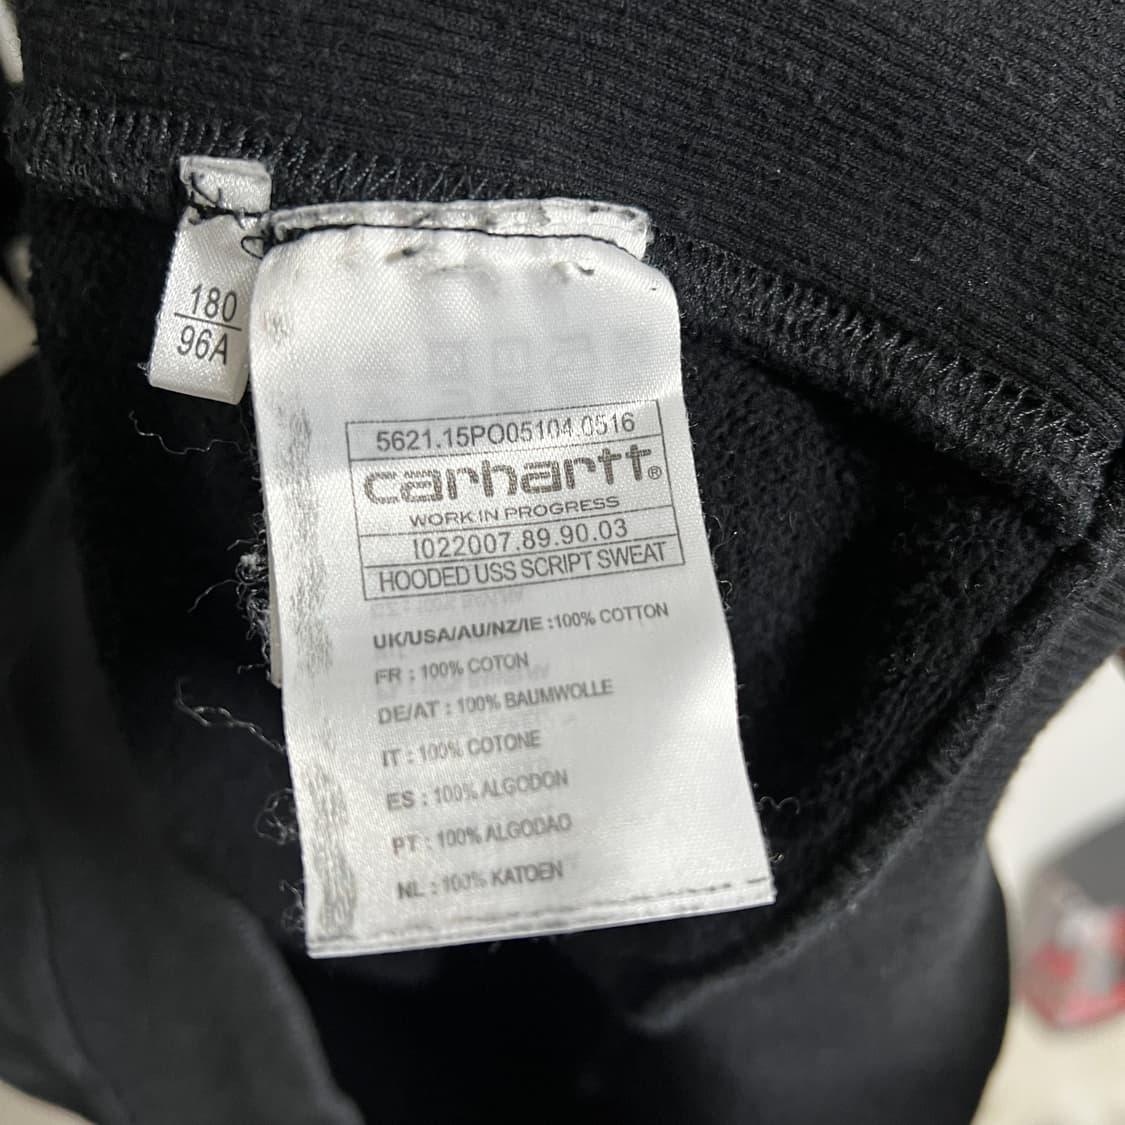 180
96A
5621.15PO05104.0516
carhartt®
WORK IN PROGRESS
I022007.89.90.03
HOODED USS SCRIPT SWEAT
UK/USA/AU/NZ/IE :100% COTTON
FR : 100% COTON
DE/AT : 100% BAUMWOLLE
IT : 100% COTONE
ES : 100% ALGODON
PT : 100% ALGODAO
NL : 100% KATOEN